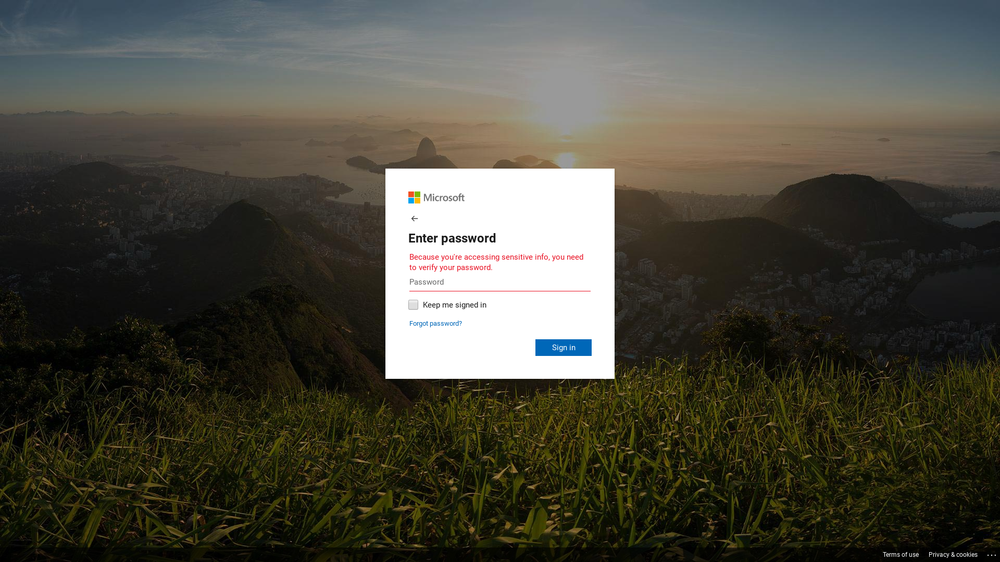 Microsoft
Enter password
Because you're accessing sensitive info, you need
to verify your password.
Password
Keep me signed in
Forgot password?
Sign in
Terms of use Privacy & cookies ...